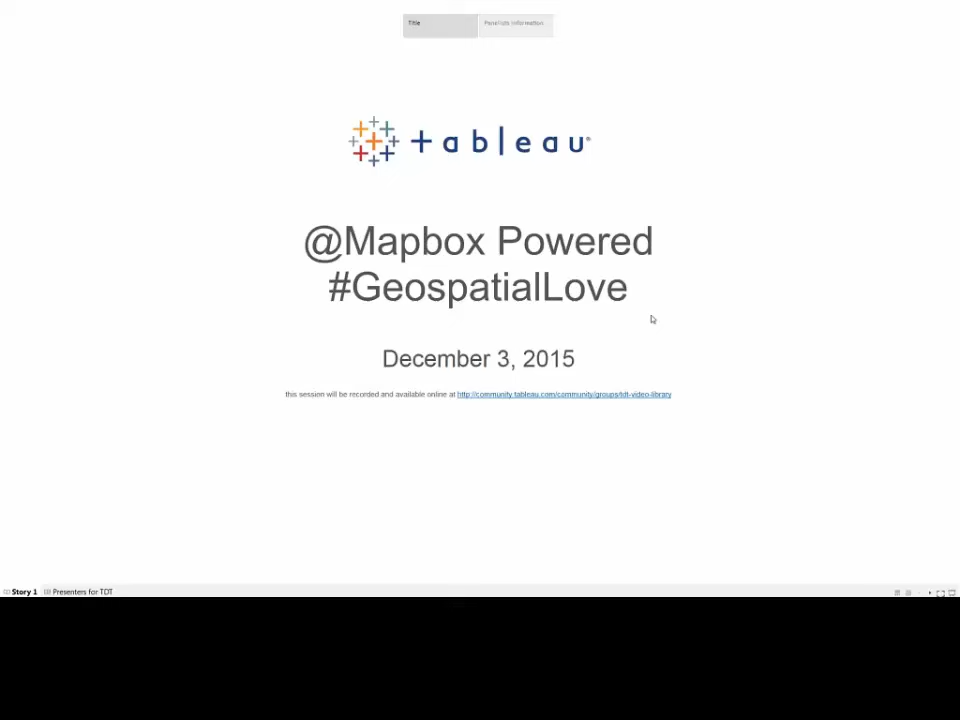 Title
Panelists Information
+ableau®
@Mapbox Powered
#GeospatialLove
December 3, 2015
this session will be recorded and available online at http://community.tableau.com/community/groups/tdt-video-library
Story 1
Presenters for TDT